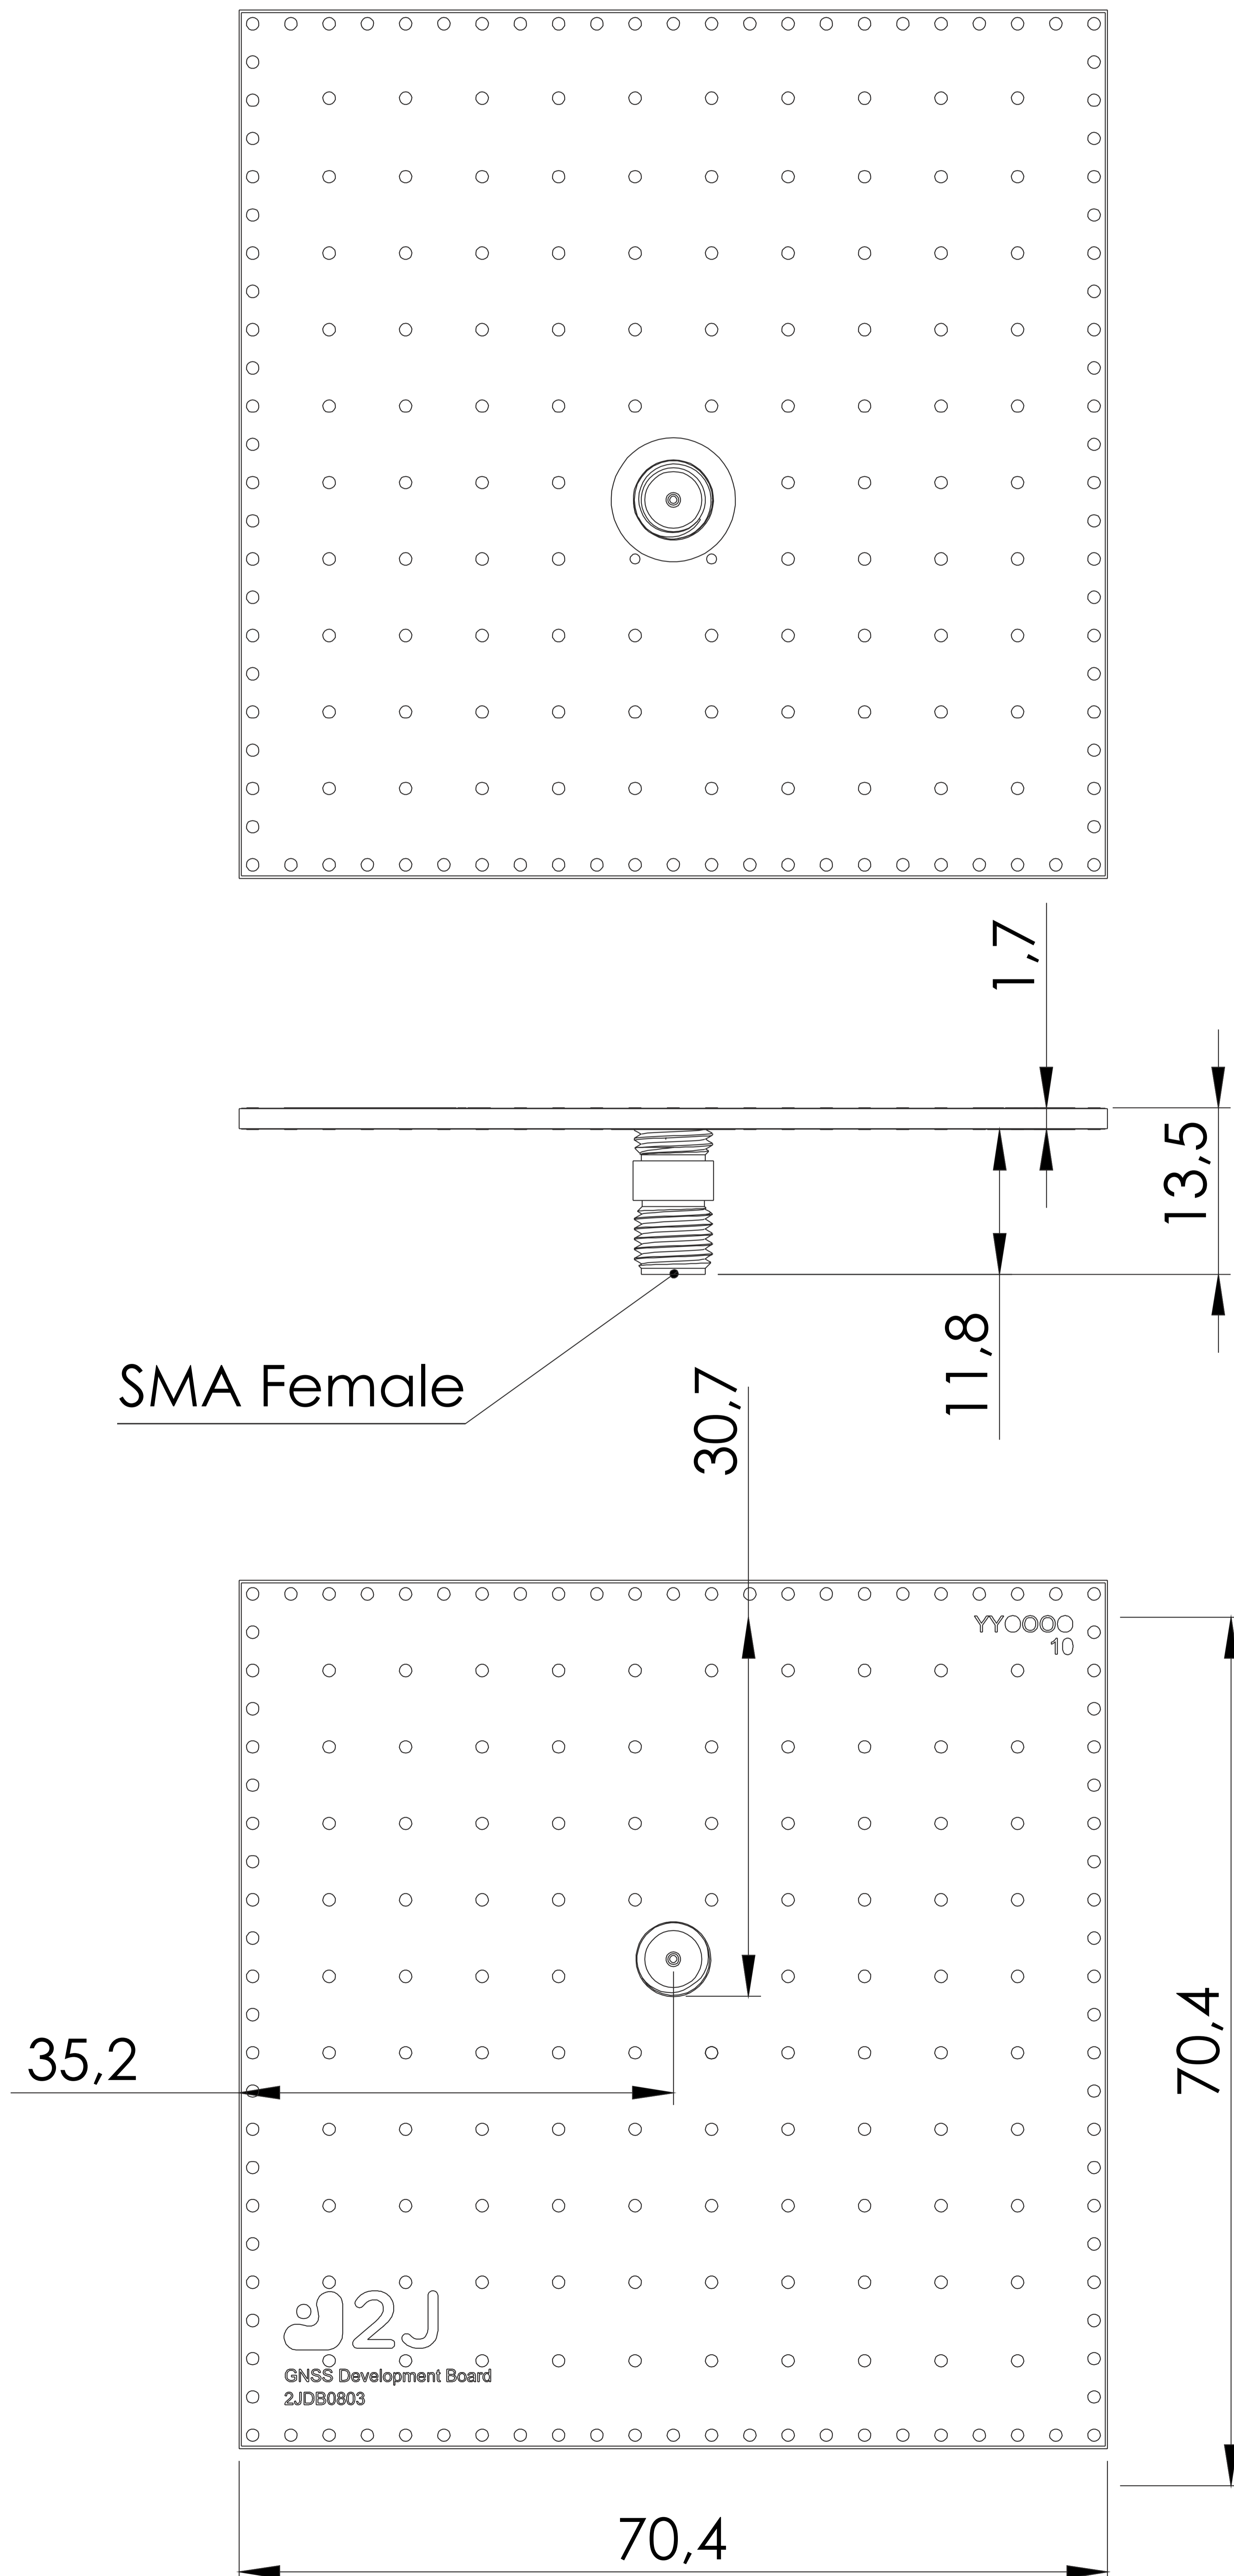 1,7
13,5
11,8
SMA Female
30,7
YYOOOO
10
35,2
70,4
2J
GNSS Development Board
2JDB0803
70,4